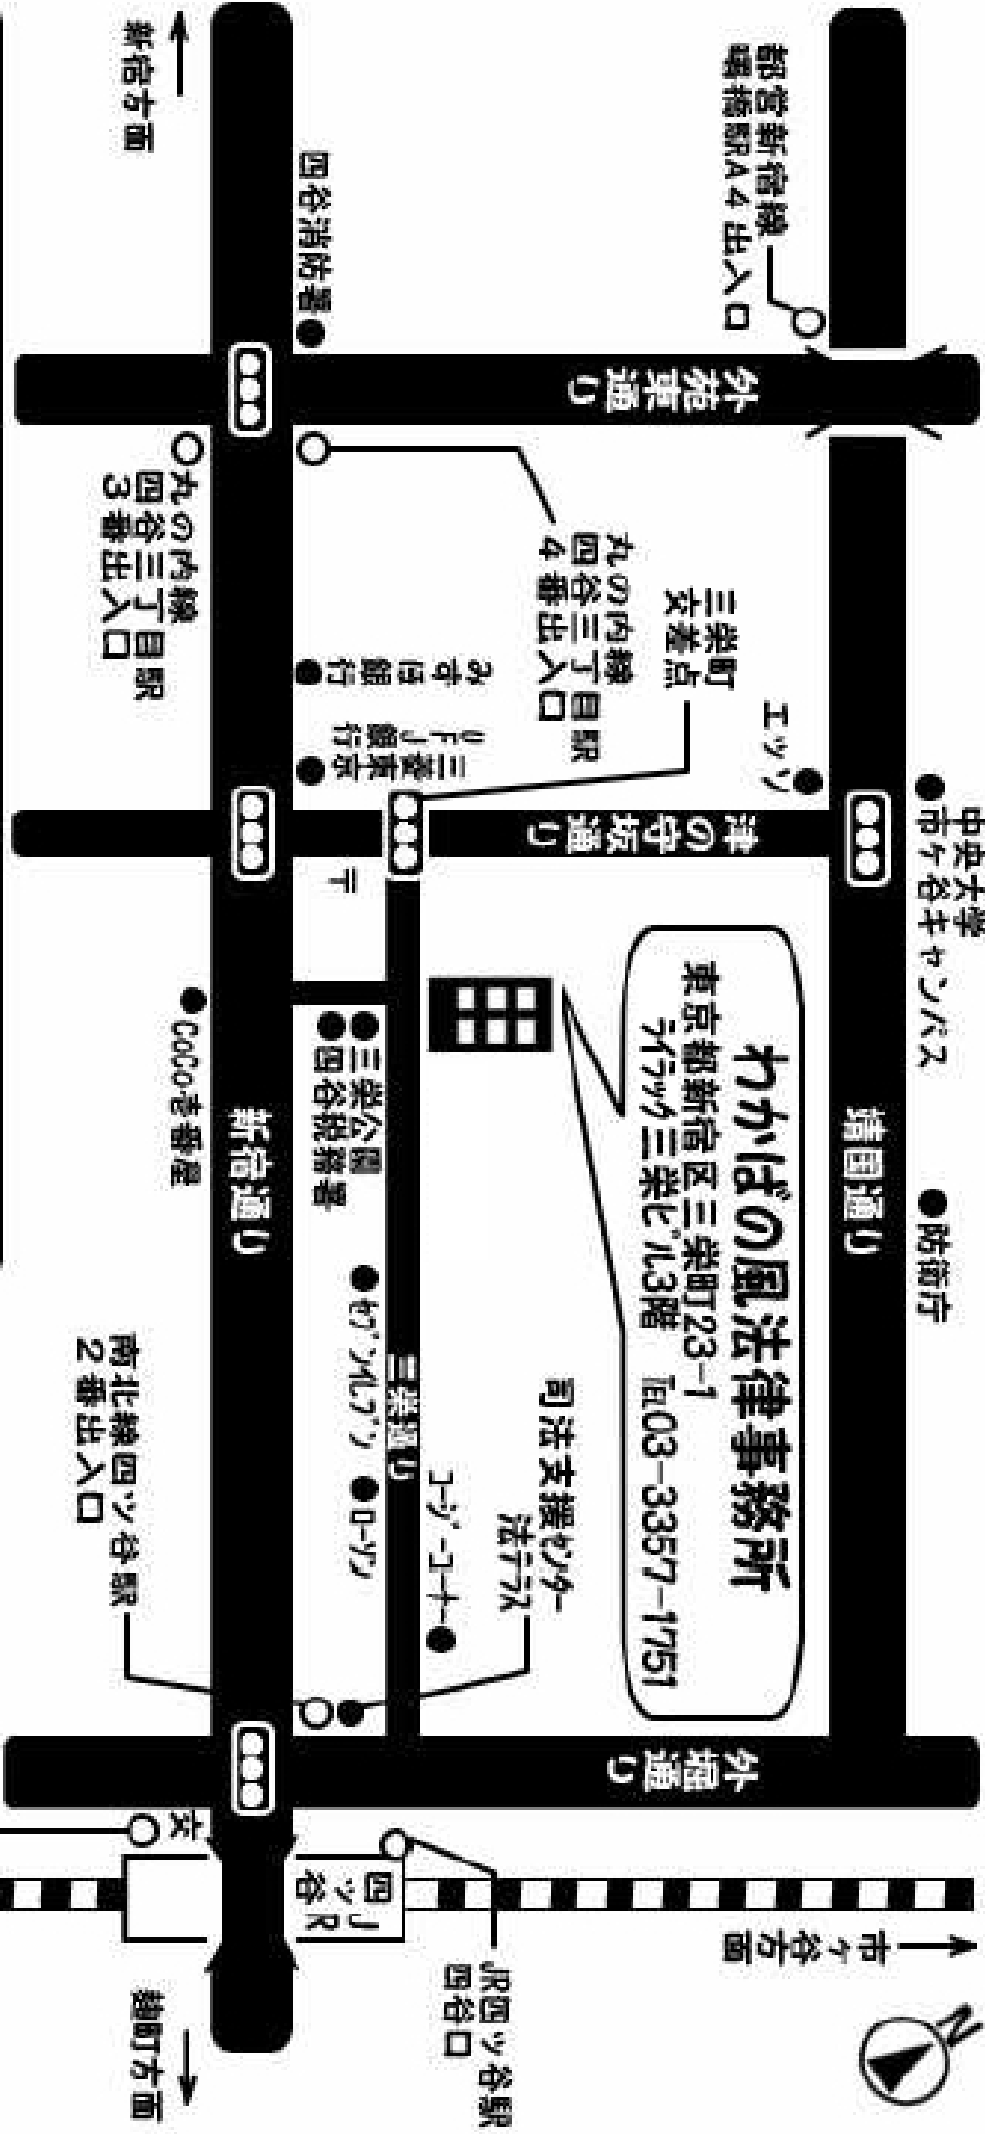 都営新宿線
曙橋駅A4出入口
中央大学
市ケ谷キャンパス
防衛庁
靖国通り
エッソ
外苑東通り
津の守坂通り
外堀通り
三栄町
交差点
わかばの風法律事務所
東京都新宿区三栄町23-1
ライラック三栄ビル3階 TEL03-3357-1751
丸の内線
四谷三丁目駅
4番出入口
みずほ銀行
三菱東京
UFJ銀行
〒
三栄通り
司法支援センター
法テラス
コージーコーナー
三栄公園
四谷税務署
セブンイレブン
ローソン
四谷消防署
新宿通り
新宿方面
丸の内線
四谷三丁目駅
3番出入口
CoCo壱番屋
南北線四ツ谷駅
2番出入口
交
JR
四ッ谷
JR四ツ谷駅
四谷口
市ケ谷方面
麹町方面
N